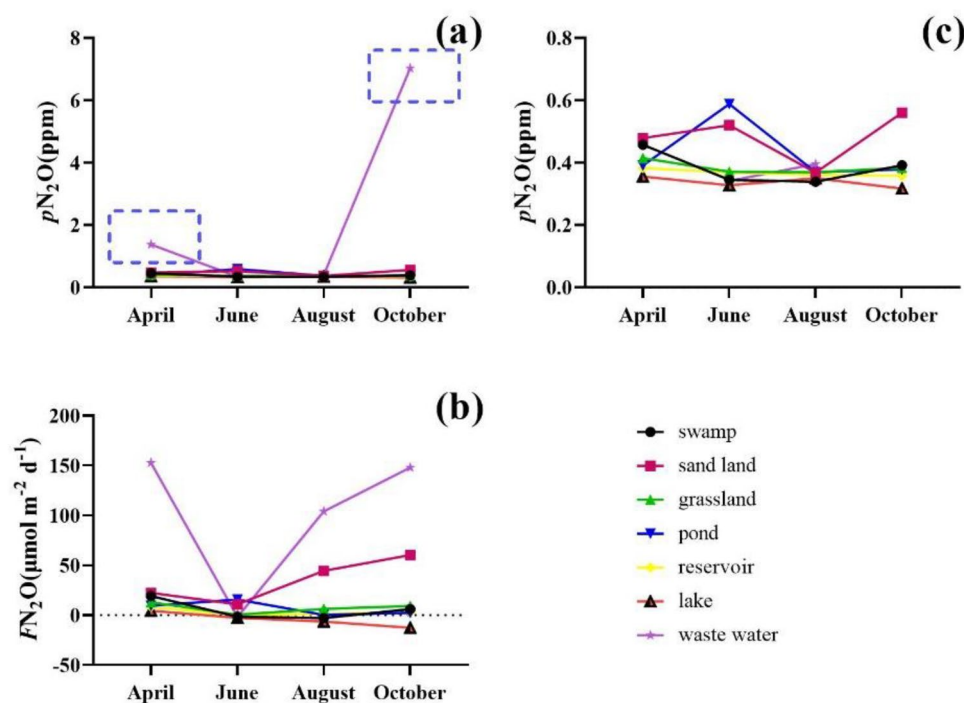 (a)
8
6
4
2
0
pN₂O(ppm)
April June August October
(c)
0.8
0.6
0.4
0.2
0.0
pN₂O(ppm)
April June August October
(b)
200
150
100
50
0
-50
FN₂O(μmol m⁻² d⁻¹)
April June August October
swamp
sand land
grassland
pond
reservoir
lake
waste water